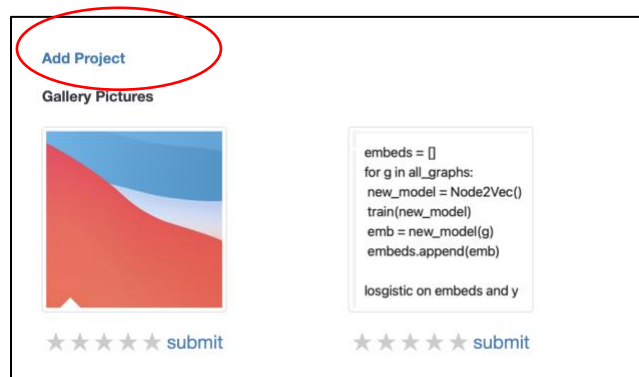 Add Project
Gallery Pictures
embeds = []
for g in all_graphs:
new_model = Node2Vec()
train(new_model)
emb = new_model(g)
embeds.append(emb)
losgistic on embeds and y
submit
submit